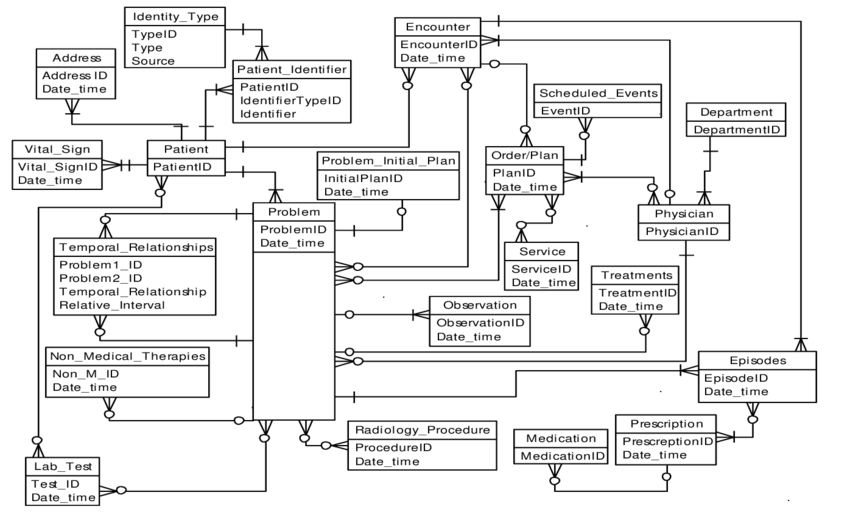 Identity_Type
TypeID
Type
Source
Encounter
EncounterID
Date_time
Address
Address ID
Date_time
Patient_Identifier
PatientID
IdentifierTypeID
Identifier
Scheduled_Events
EventID
Department
DepartmentID
Vital_Sign
Vital_SignID
Date_time
Patient
PatientID
Problem_Initial_Plan
InitialPlanID
Date_time
Order/Plan
PlanID
Date_time
Problem
ProblemID
Date_time
Physician
PhysicianID
Temporal_Relationships
Problem1_ID
Problem2_ID
Temporal_Relationship
Relative_Interval
Service
ServiceID
Date_time
Treatments
TreatmentID
Date_time
Observation
ObservationID
Date_time
Non_Medical_Therapies
Non_M_ID
Date_time
Episodes
EpisodeID
Date_time
Radiology_Procedure
ProcedureID
Date_time
Medication
MedicationID
Prescription
PrescreptionID
Date_time
Lab_Test
Test_ID
Date_time